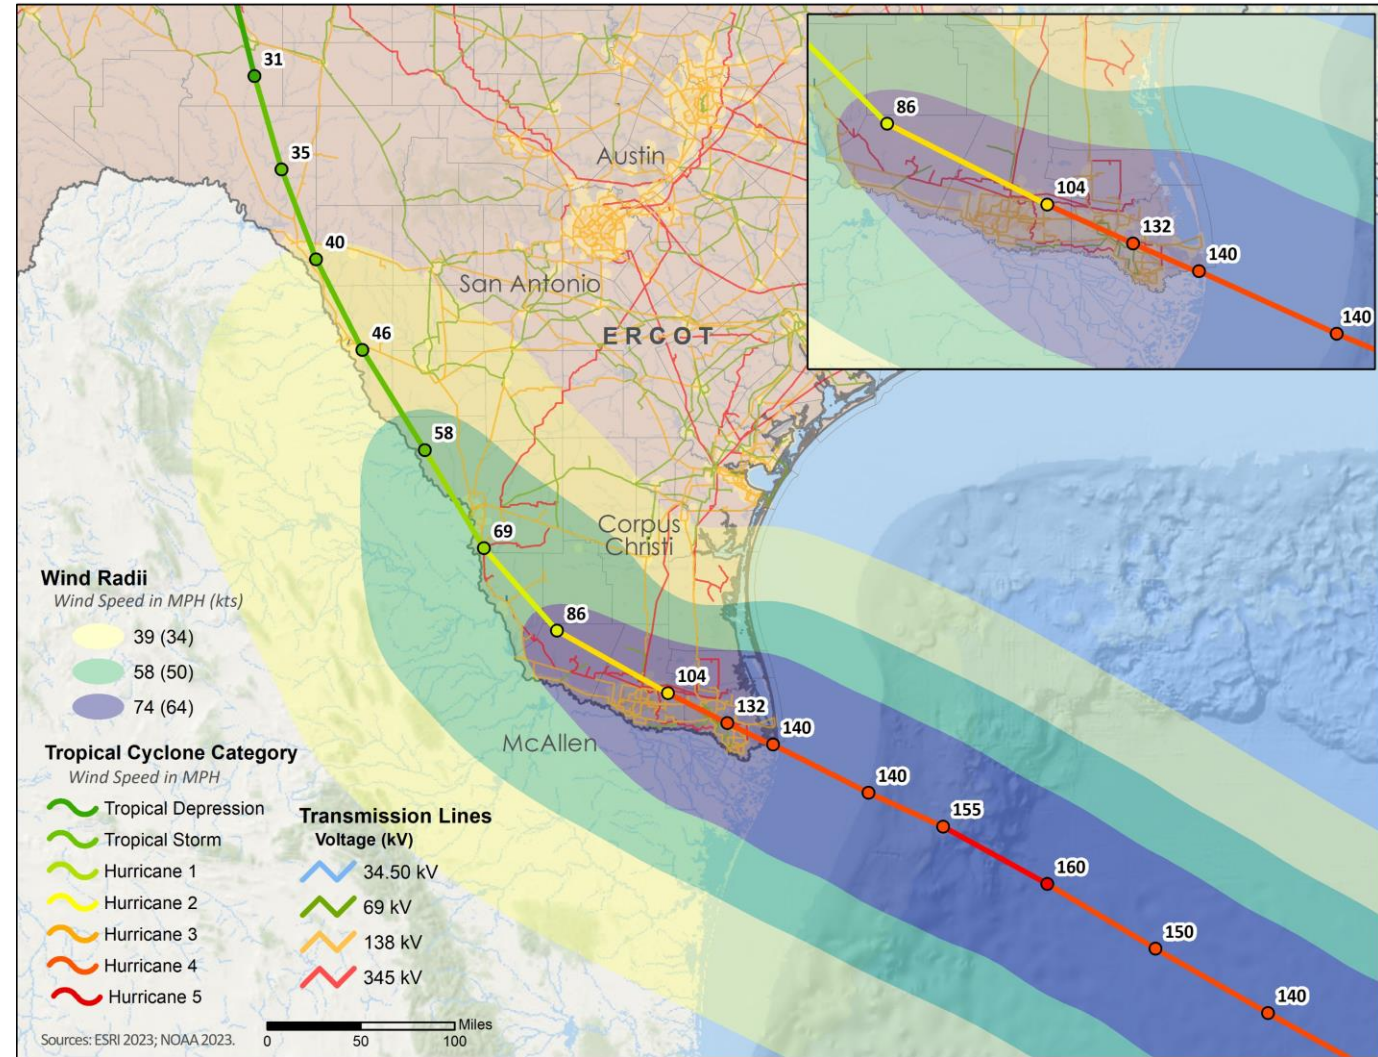 31
35
40
46
58
69
86
104
132
140
140
155
160
150
140
Austin
San Antonio
ERCOT
Corpus
Christi
McAllen
86
104
132
140
140
Wind Radii
Wind Speed in MPH (kts)
39 (34)
58 (50)
74 (64)
Tropical Cyclone Category
Wind Speed in MPH
Tropical Depression
Tropical Storm
Hurricane 1
Hurricane 2
Hurricane 3
Hurricane 4
Hurricane 5
Transmission Lines
Voltage (kV)
34.50 kV
69 kV
138 kV
345 kV
Miles
0 50 100
Sources: ESRI 2023; NOAA 2023.